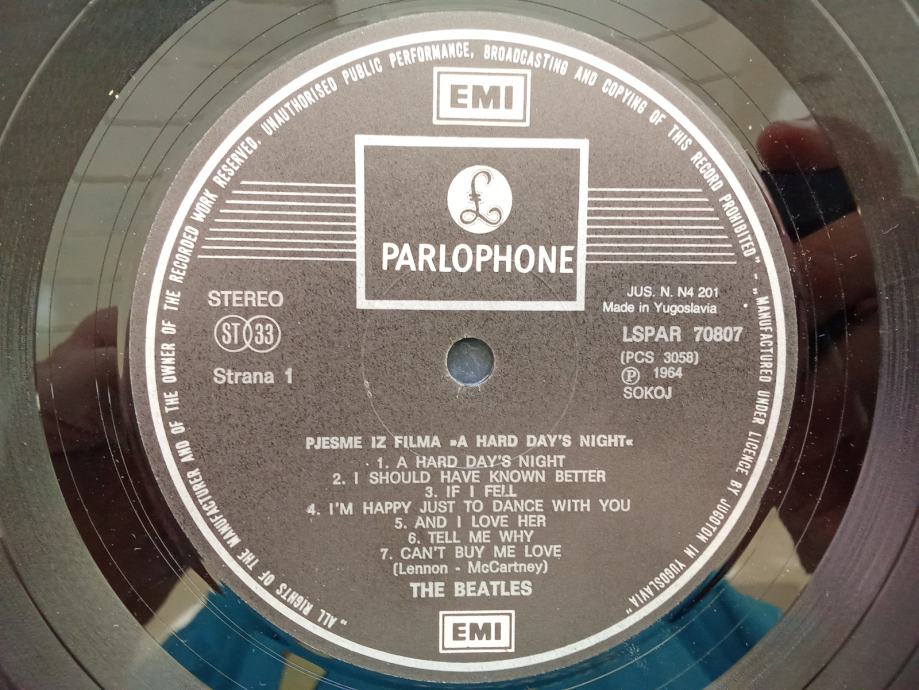 "ALL RIGHTS OF THE MANUFACTURER AND OF THE OWNER OF THE RECORDED WORK RESERVED. UNAUTHORISED PUBLIC PERFORMANCE, BROADCASTING AND COPYING OF THIS RECORD PROHIBITED" - "MANUFACTURED UNDER LICENCE BY JUGOTON IN YUGOSLAVIA"
EMI
£
PARLOPHONE
STEREO
ST 33
Strana 1
JUS. N. N4 201
Made in Yugoslavia
LSPAR 70807
(PCS 3058)
Ⓟ 1964
SOKOJ
PJESME IZ FILMA »A HARD DAY'S NIGHT«
1. A HARD DAY'S NIGHT
2. I SHOULD HAVE KNOWN BETTER
3. IF I FELL
4. I'M HAPPY JUST TO DANCE WITH YOU
5. AND I LOVE HER
6. TELL ME WHY
7. CAN'T BUY ME LOVE
(Lennon - McCartney)
THE BEATLES
EMI